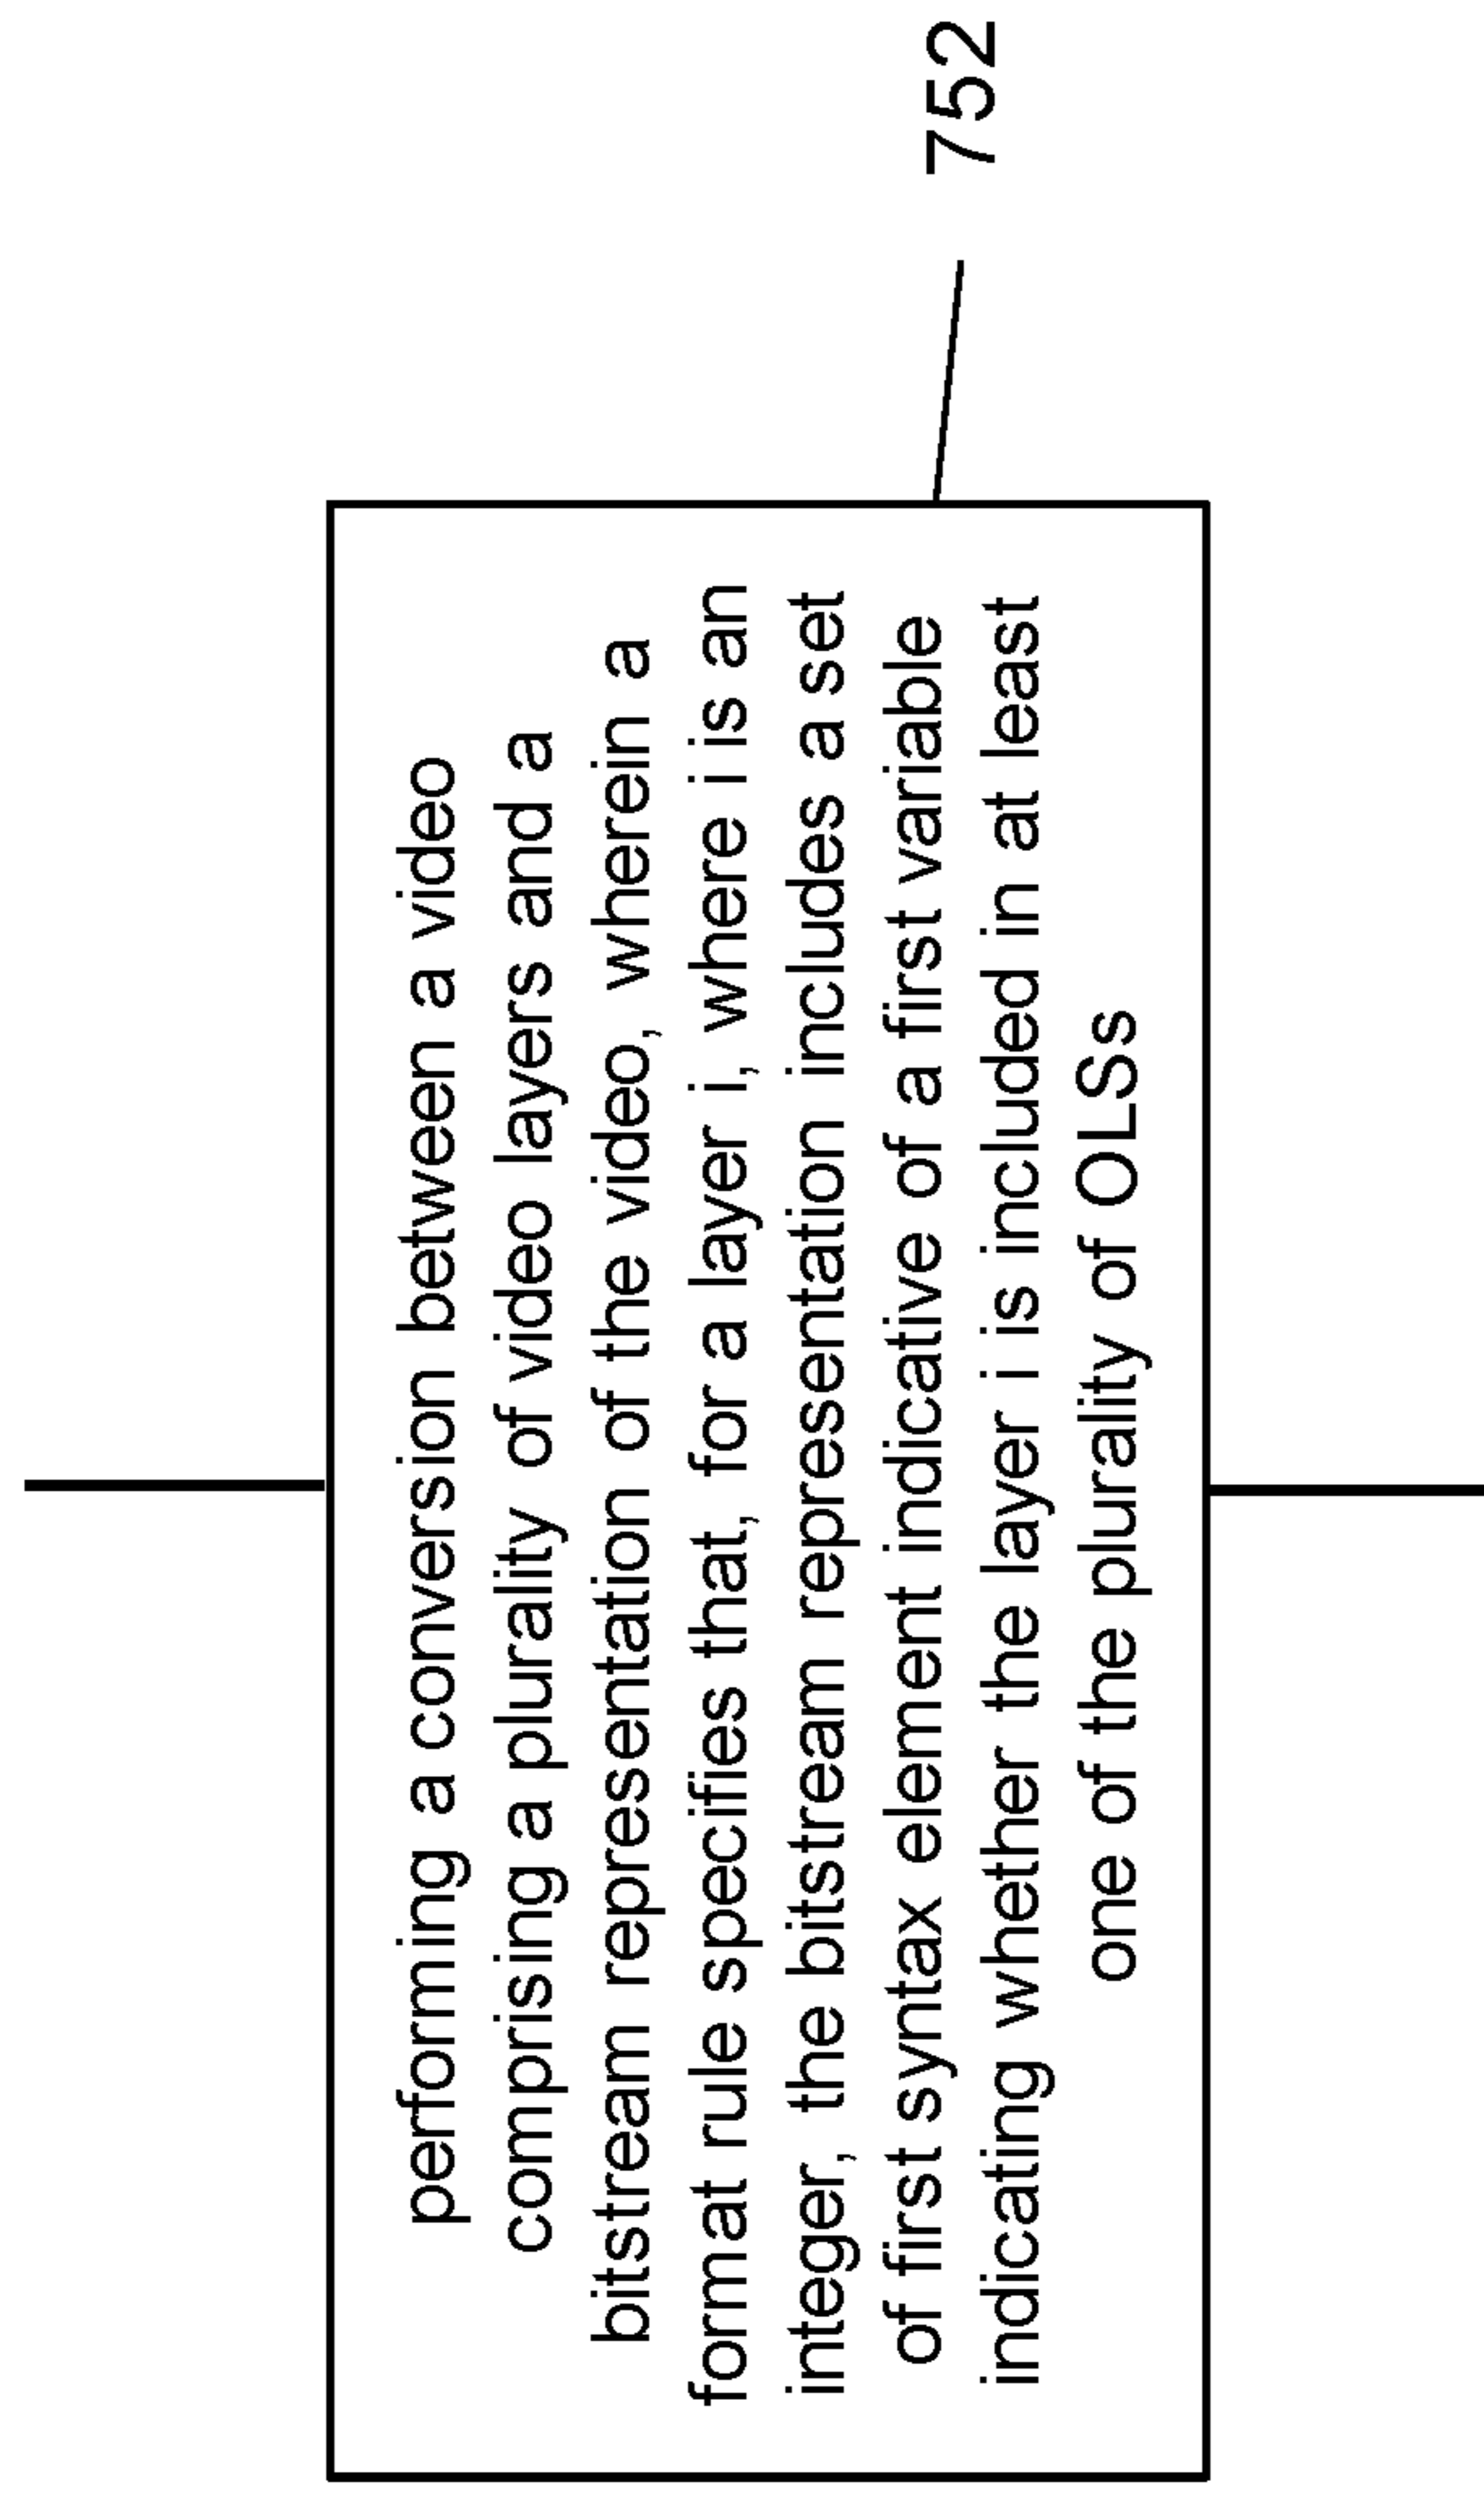 performing a conversion between a video
comprising a plurality of video layers and a
bitstream representation of the video, wherein a
format rule specifies that, for a layer i, where i is an
integer, the bitstream representation includes a set
of first syntax element indicative of a first variable
indicating whether the layer i is included in at least
one of the plurality of OLSs
752